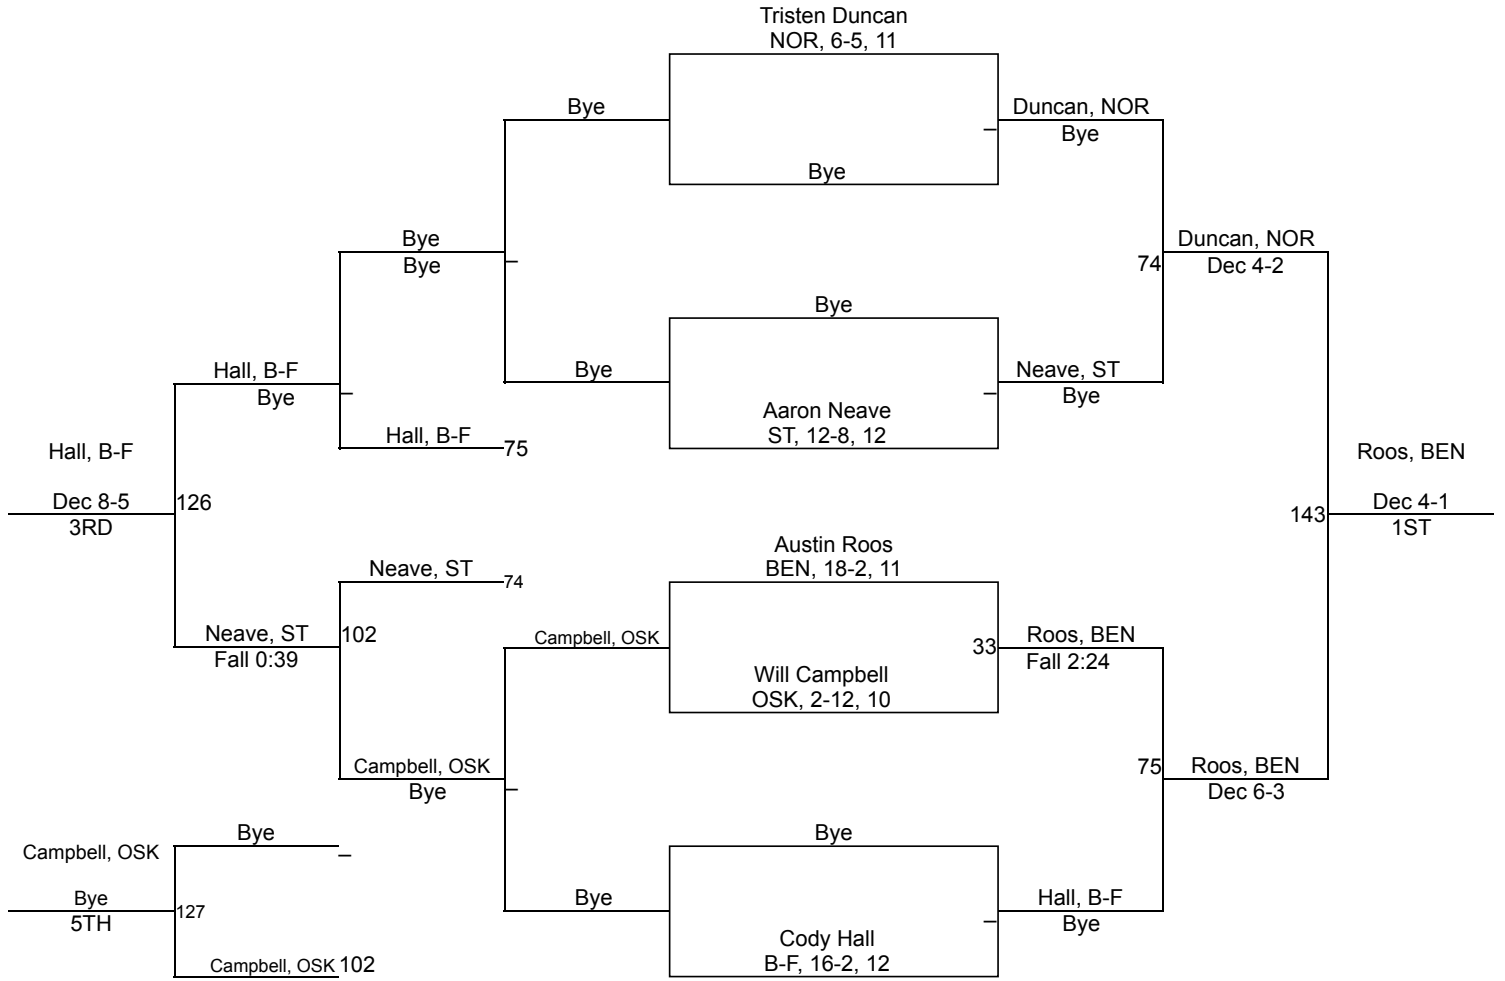 Tristen Duncan
NOR, 6-5, 11
Bye
Duncan, NOR
Bye
Bye
Bye
Bye
Duncan, NOR
74
Dec 4-2
Bye
Hall, B-F
Bye
Bye
Neave, ST
Bye
Aaron Neave
ST, 12-8, 12
Hall, B-F
75
Hall, B-F
Roos, BEN
Dec 8-5
126
3RD
Dec 4-1
143
1ST
Austin Roos
BEN, 18-2, 11
Neave, ST
74
Neave, ST
102
Fall 0:39
Campbell, OSK
33
Roos, BEN
Fall 2:24
Will Campbell
OSK, 2-12, 10
Campbell, OSK
Bye
75
Roos, BEN
Dec 6-3
Bye
Bye
Campbell, OSK
Bye
127
5TH
Bye
Hall, B-F
Bye
Cody Hall
B-F, 16-2, 12
Campbell, OSK
102